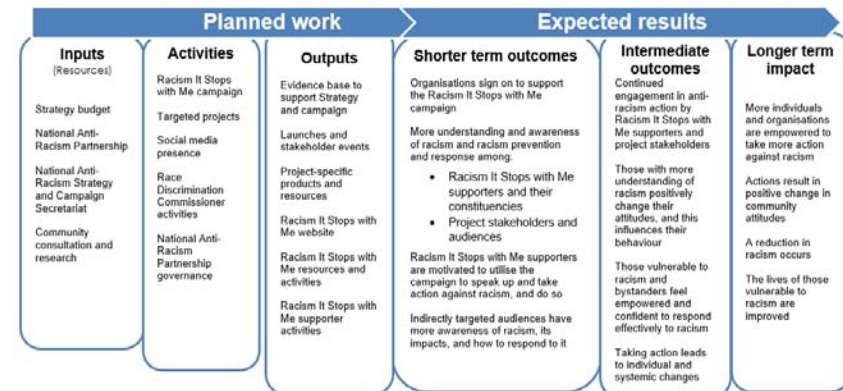 Planned work
Expected results
Inputs
(Resources)
Strategy budget
National Anti-
Racism Partnership
National Anti-
Racism Strategy
and Campaign
Secretariat
Community
consultation and
research
Activities
Racism It Stops
with Me campaign
Targeted projects
Social media
presence
Race
Discrimination
Commissioner
activities
National Anti-
Racism
Partnership
governance
Outputs
Evidence base to
support Strategy
and campaign
Launches and
stakeholder events
Project-specific
products and
resources
Racism It Stops with
Me website
Racism It Stops with
Me resources and
activities
Racism It Stops with
Me supporter
activities
Shorter term outcomes
Organisations sign on to support
the Racism It Stops with Me
campaign
More understanding and awareness
of racism and racism prevention
and response among:
• Racism It Stops with Me
supporters and their
constituencies
• Project stakeholders and
audiences
Racism It Stops with Me supporters
are motivated to utilise the
campaign to speak up and take
action against racism, and do so
Indirectly targeted audiences have
more awareness of racism, its
impacts, and how to respond to it
Intermediate
outcomes
Continued
engagement in anti-
racism action by
Racism It Stops with
Me supporters and
project stakeholders
Those with more
understanding of
racism positively
change their
attitudes, and this
influences their
behaviour
Those vulnerable to
racism and
bystanders feel
empowered and
confident to respond
effectively to racism
Taking action leads
to individual and
systemic changes
Longer term
impact
More individuals
and organisations
are empowered to
take more action
against racism
Actions result in
positive change in
community
attitudes
A reduction in
racism occurs
The lives of those
vulnerable to
racism are
improved